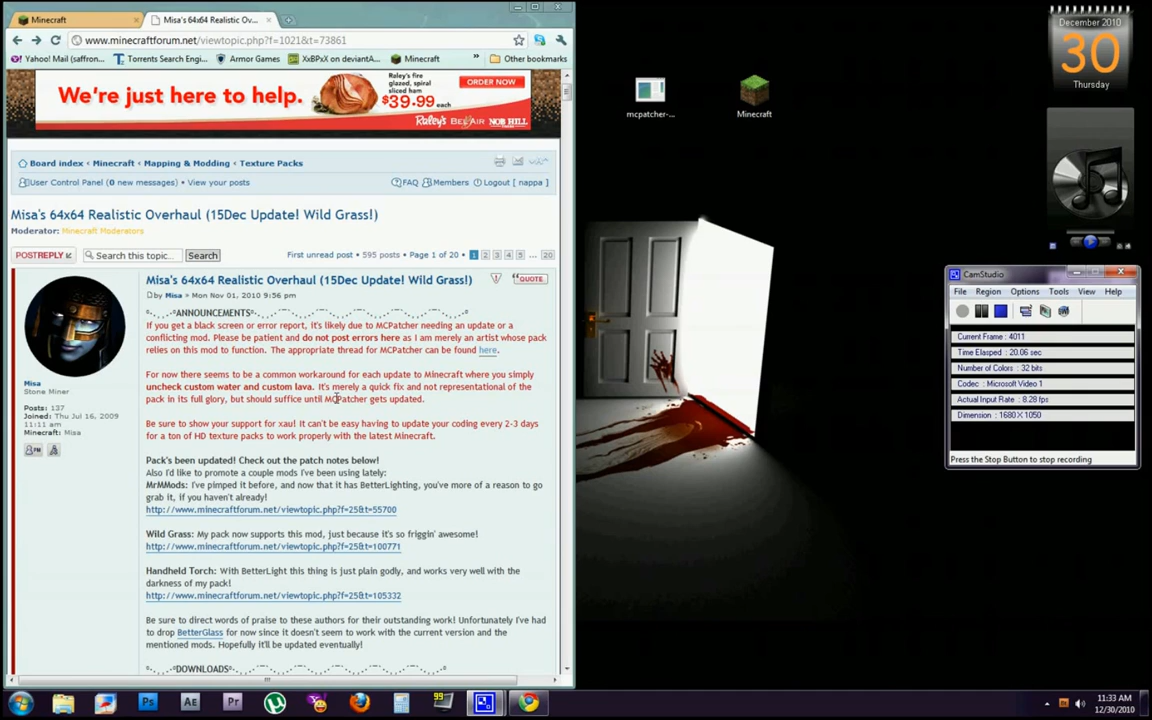 Minecraft
Misa's 64x64 Realistic Ov...
www.minecraftforum.net/viewtopic.php?f=1021&t=73861
Yahoo! Mail (saffron...
Torrents Search Engi...
Armor Games
XxBPxX on deviantA...
Minecraft
»
Other bookmarks
We're just here to help.
Raley's fire
glazed, spiral
sliced ham
$39.99
each
ORDER NOW
Raley's BEL AIR NOB HILL
Board index ‹ Minecraft ‹ Mapping & Modding ‹ Texture Packs
User Control Panel (0 new messages) • View your posts
FAQ Members Logout [ nappa ]
Misa's 64x64 Realistic Overhaul (15Dec Update! Wild Grass!)
Moderator: Minecraft Moderators
POSTREPLY
Search this topic...
Search
First unread post • 595 posts • Page 1 of 20 • 1 2 3 4 5 ... 20
Misa's 64x64 Realistic Overhaul (15Dec Update! Wild Grass!)
QUOTE
by Misa » Mon Nov 01, 2010 9:56 pm
ANNOUNCEMENTS
If you get a black screen or error report, it's likely due to MCPatcher needing an update or a
conflicting mod. Please be patient and do not post errors here as I am merely an artist whose pack
relies on this mod to function. The appropriate thread for MCPatcher can be found here.
For now there seems to be a common workaround for each update to Minecraft where you simply
uncheck custom water and custom lava. It's merely a quick fix and not representational of the
pack in its full glory, but should suffice until MCPatcher gets updated.
Be sure to show your support for xau! It can't be easy having to update your coding every 2-3 days
for a ton of HD texture packs to work properly with the latest Minecraft.
Pack's been updated! Check out the patch notes below!
Also I'd like to promote a couple mods I've been using lately:
MrMMods: I've pimped it before, and now that it has BetterLighting, you've more of a reason to go
grab it, if you haven't already!
http://www.minecraftforum.net/viewtopic.php?f=25&t=55700
Wild Grass: My pack now supports this mod, just because it's so friggin' awesome!
http://www.minecraftforum.net/viewtopic.php?f=25&t=100771
Handheld Torch: With BetterLight this thing is just plain godly, and works very well with the
darkness of my pack!
http://www.minecraftforum.net/viewtopic.php?f=25&t=105332
Be sure to direct words of praise to these authors for their outstanding work! Unfortunately I've had
to drop BetterGlass for now since it doesn't seem to work with the current version and the
mentioned mods. Hopefully it'll be updated eventually!
DOWNLOADS
Misa
Stone Miner
Posts: 137
Joined: Thu Jul 16, 2009
11:11 am
Minecraft: Misa
PM
mcpatcher-...
Minecraft
December 2010
30
Thursday
CamStudio
File Region Options Tools View Help
Current Frame : 4011
Time Elasped : 20.06 sec
Number of Colors : 32 bits
Codec : Microsoft Video 1
Actual Input Rate : 8.28 fps
Dimension : 1680X1050
Press the Stop Button to stop recording
Ps
AE
Pr
99
11:33 AM
12/30/2010